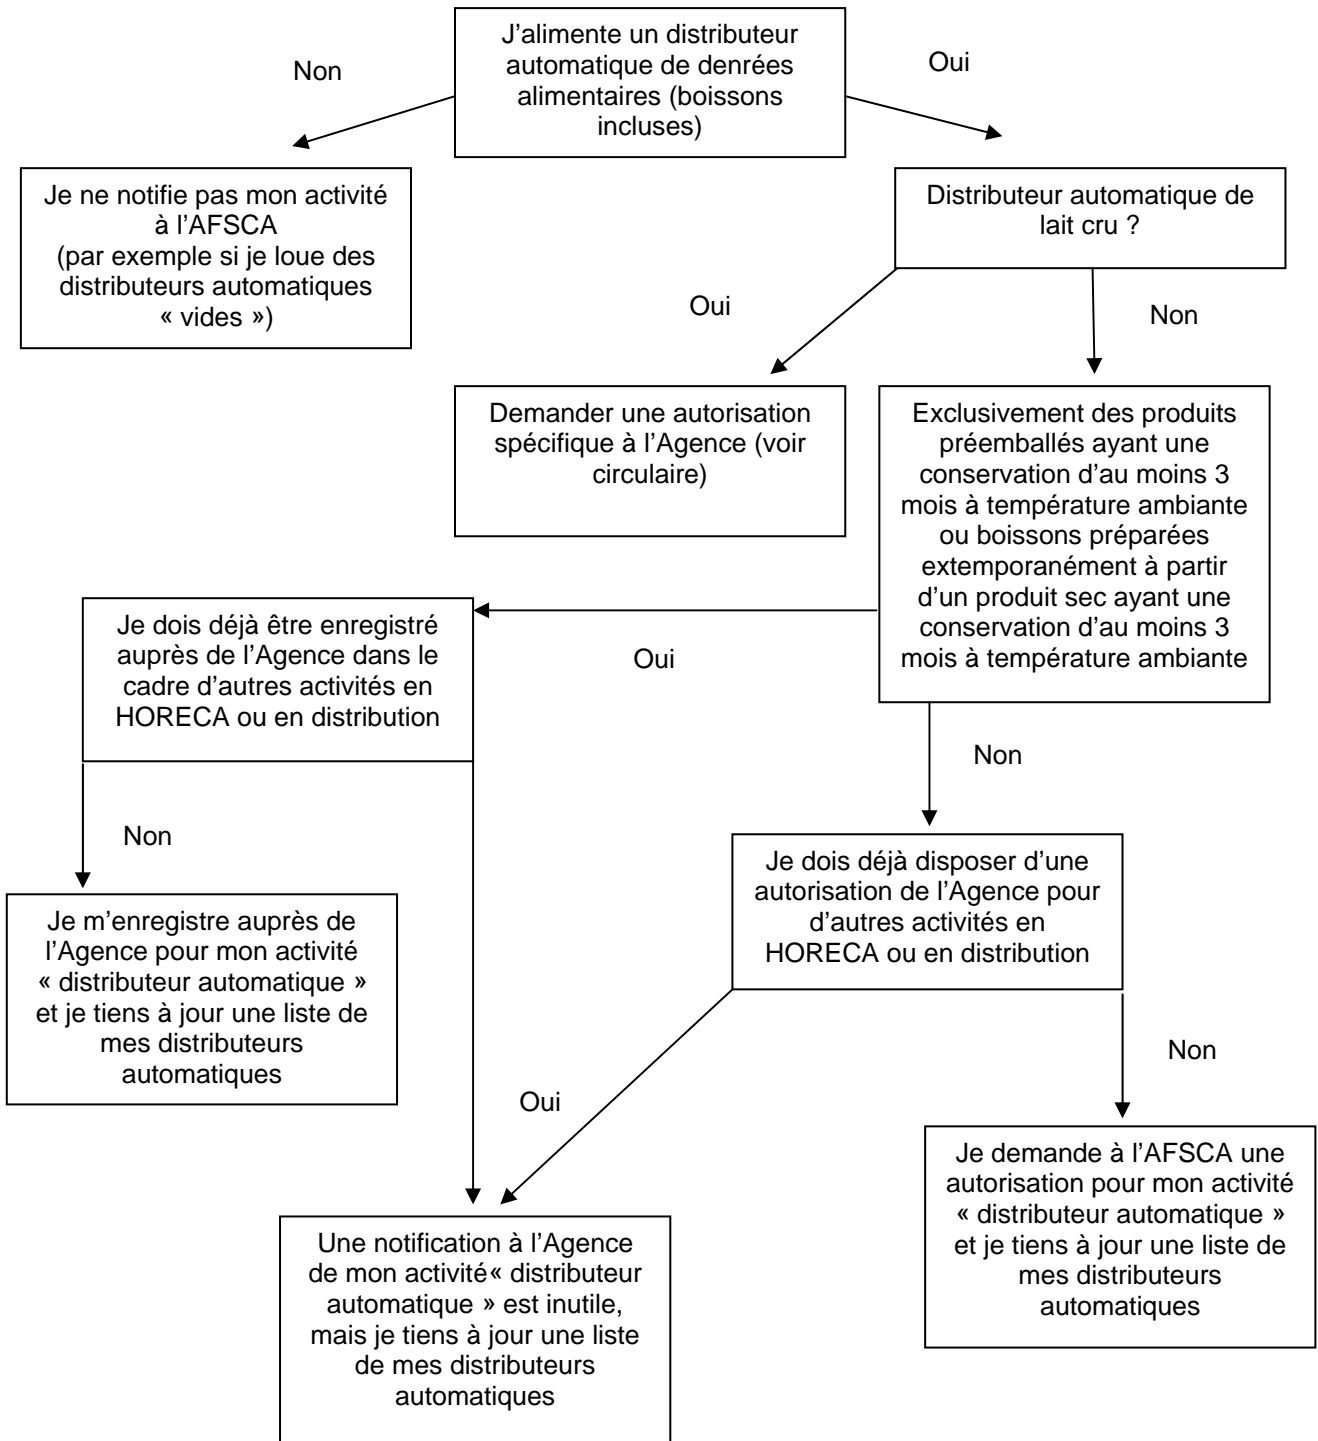 J’alimente un distributeur
automatique de denrées
alimentaires (boissons
incluses)
Non
Oui
Je ne notifie pas mon activité
à l’AFSCA
(par exemple si je loue des
distributeurs automatiques
« vides »)
Distributeur automatique de
lait cru ?
Oui
Non
Demander une autorisation
spécifique à l’Agence (voir
circulaire)
Exclusivement des produits
préemballés ayant une
conservation d’au moins 3
mois à température ambiante
ou boissons préparées
extemporanément à partir
d’un produit sec ayant une
conservation d’au moins 3
mois à température ambiante
Je dois déjà être enregistré
auprès de l’Agence dans le
cadre d’autres activités en
HORECA ou en distribution
Oui
Non
Non
Je dois déjà disposer d’une
autorisation de l’Agence pour
d’autres activités en
HORECA ou en distribution
Je m’enregistre auprès de
l’Agence pour mon activité
« distributeur automatique »
et je tiens à jour une liste de
mes distributeurs
automatiques
Oui
Non
Je demande à l’AFSCA une
autorisation pour mon activité
« distributeur automatique »
et je tiens à jour une liste de
mes distributeurs
automatiques
Une notification à l’Agence
de mon activité« distributeur
automatique » est inutile,
mais je tiens à jour une liste
de mes distributeurs
automatiques